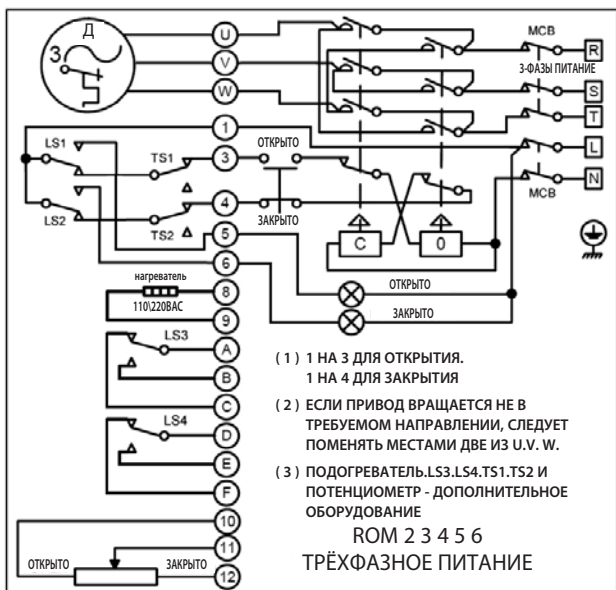 Д
3
U
V
W
MCB
R
3-ФАЗЫ ПИТАНИЕ
S
T
L
N
MCB
1
LS1
TS1
3
ОТКРЫТО
LS2
TS2
4
ЗАКРЫТО
5
6
C
0
ОТКРЫТО
ЗАКРЫТО
нагреватель
110\220ВАС
8
9
LS3
A
B
C
LS4
D
E
F
10
11
12
ОТКРЫТО
ЗАКРЫТО
( 1 ) 1 НА 3 ДЛЯ ОТКРЫТИЯ.
1 НА 4 ДЛЯ ЗАКРЫТИЯ
( 2 ) ЕСЛИ ПРИВОД ВРАЩАЕТСЯ НЕ В
ТРЕБУЕМОМ НАПРАВЛЕНИИ, СЛЕДУЕТ
ПОМЕНЯТЬ МЕСТАМИ ДВЕ ИЗ U.V. W.
( 3 ) ПОДОГРЕВАТЕЛЬ.LS3.LS4.TS1.TS2 И
ПОТЕНЦИОМЕТР - ДОПОЛНИТЕЛЬНОЕ
ОБОРУДОВАНИЕ
ROM 2 3 4 5 6
ТРЁХФАЗНОЕ ПИТАНИЕ